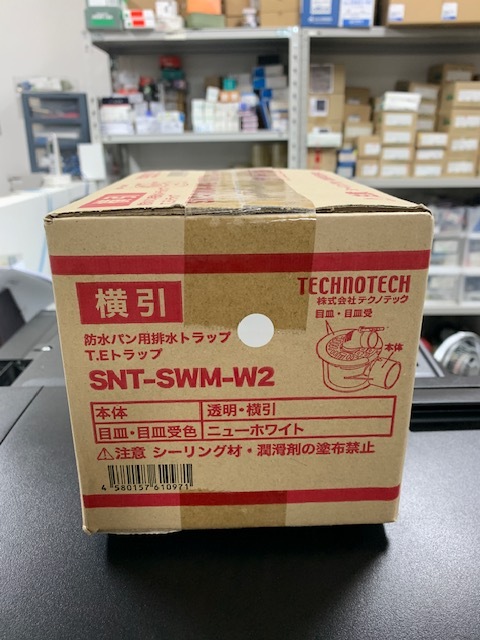 横引
TECHNOTECH
株式会社テクノテック
目皿・目皿受
本体
防水パン用排水トラップ
T.Eトラップ
SNT-SWM-W2
本体 透明・横引
目皿・目皿受色 ニューホワイト
⚠注意 シーリング材・潤滑剤の塗布禁止
4 580157 610971